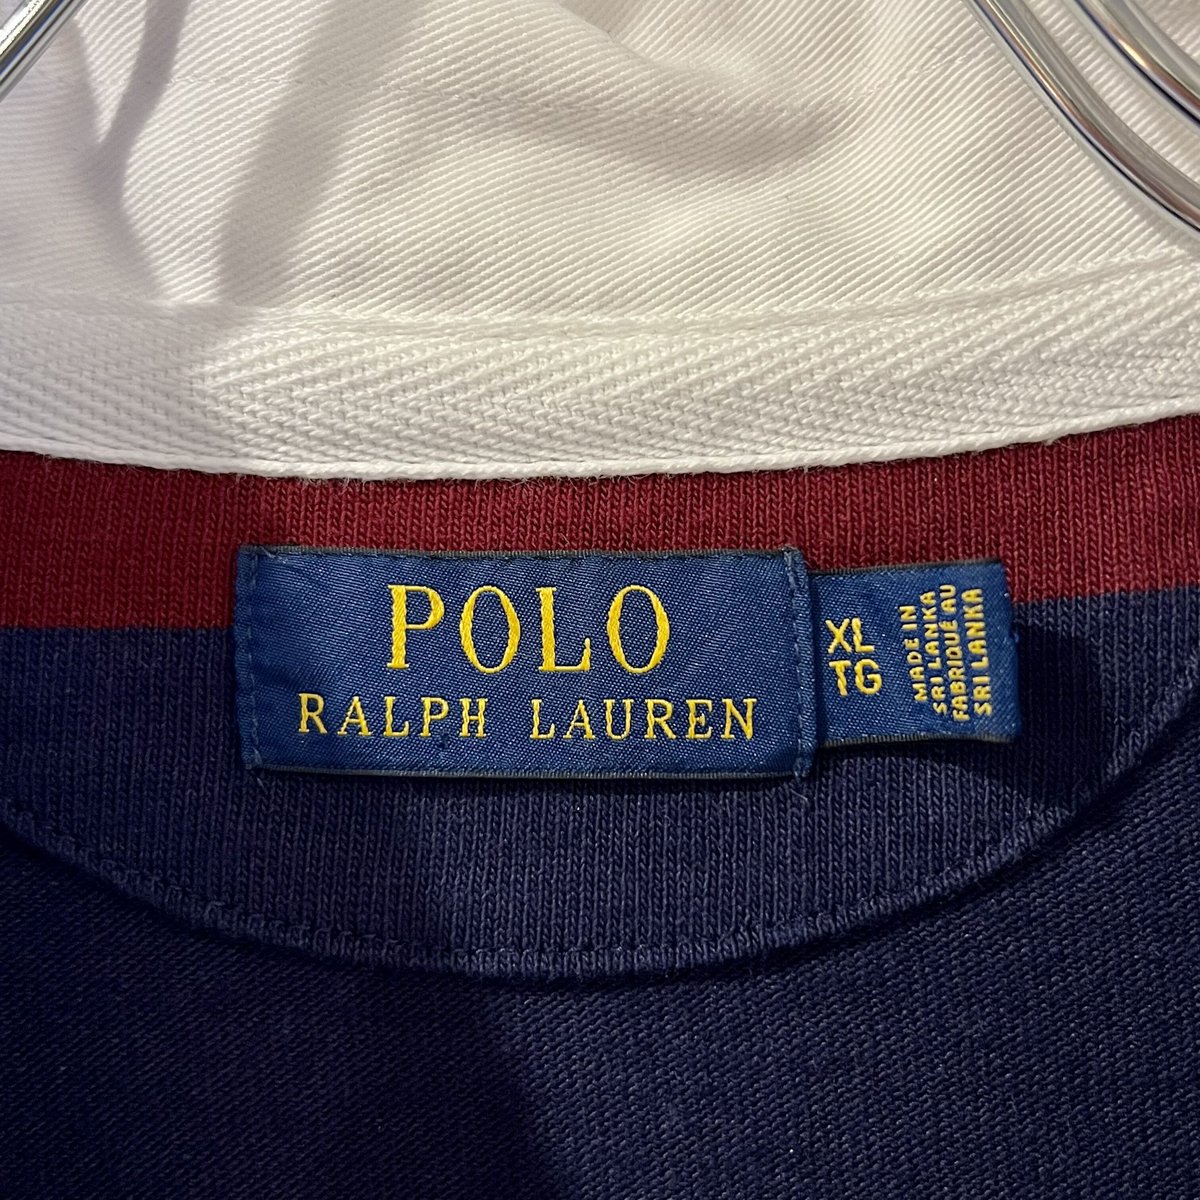 POLO
RALPH LAUREN
XL
TG
MADE IN
SRI LANKA
FABRIQUÉ AU
SRI LANKA